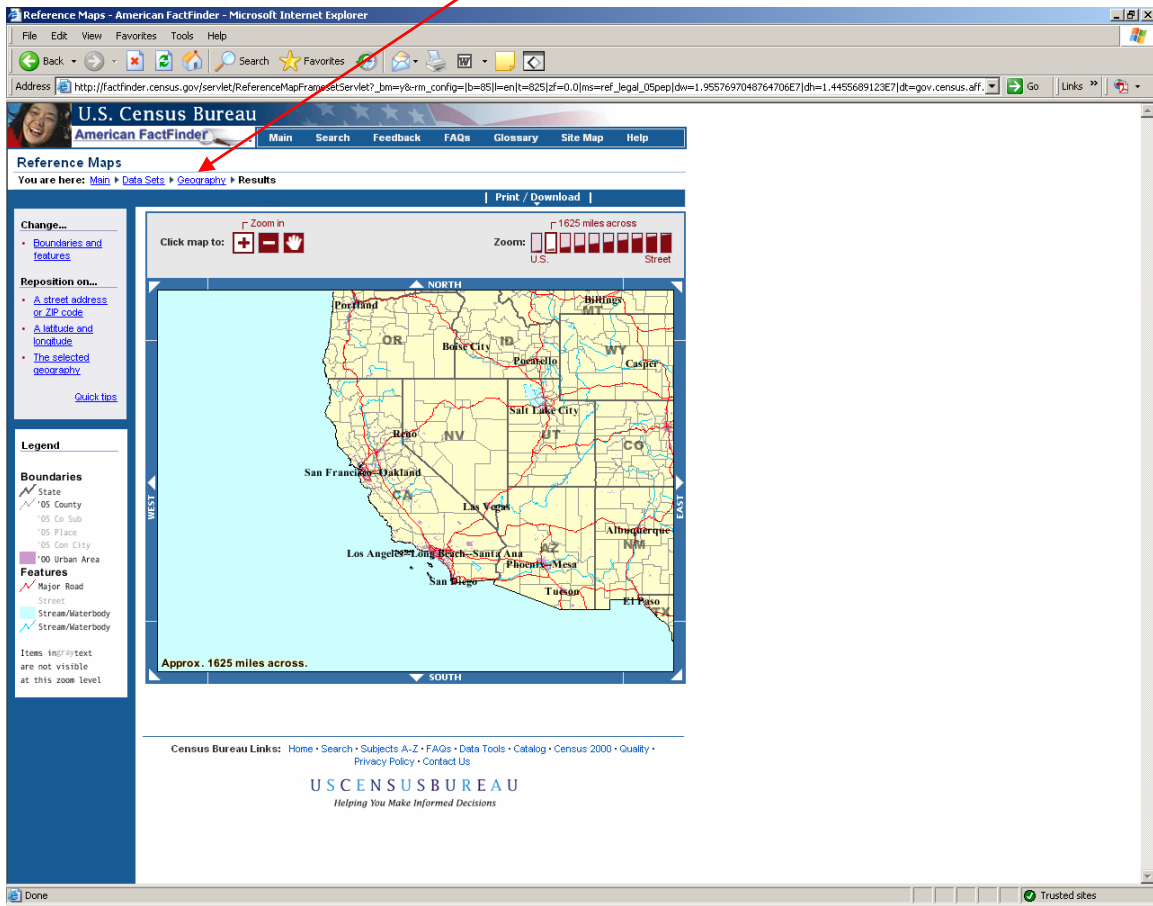 Reference Maps - American FactFinder - Microsoft Internet Explorer
File Edit View Favorites Tools Help
Back Search Favorites
Address http://factfinder.census.gov/servlet/ReferenceMapFramesetServlet?_bm=y&-rm_config=|b=85|l=en|t=825|zf=0.0|ms=ref_legal_05pep|dw=1.9557697048764706E7|dh=1.4455689123E7|dt=gov.census.aff. Go Links »
U.S. Census Bureau
American FactFinder
Main Search Feedback FAQs Glossary Site Map Help
Reference Maps
You are here: Main Data Sets Geography Results
| Print / Download |
Change...
• Boundaries and
features
Reposition on...
• A street address
or ZIP code
• A latitude and
longitude
• The selected
geography
Quick tips
Zoom in
Click map to:
1625 miles across
Zoom:
U.S. Street
NORTH
WEST
EAST
Portland
Billings
MT
OR
Boise City
ID
WY
Pocatello
Casper
Salt Lake City
Reno
NV
UT
CO
San Francisco--Oakland
CA
Las Vegas
Albuquerque
Los Angeles--Long Beach--Santa Ana
AZ
NM
Phoenix--Mesa
San Diego
Tucson
El Paso
TX
Approx. 1625 miles across.
SOUTH
Legend
Boundaries
State
'05 County
'05 Co Sub
'05 Place
'05 Con City
'00 Urban Area
Features
Major Road
Street
Stream/Waterbody
Stream/Waterbody
Items in gray text
are not visible
at this zoom level
Census Bureau Links: Home • Search • Subjects A-Z • FAQs • Data Tools • Catalog • Census 2000 • Quality •
Privacy Policy • Contact Us
USCENSUSBUREAU
Helping You Make Informed Decisions
Done
Trusted sites